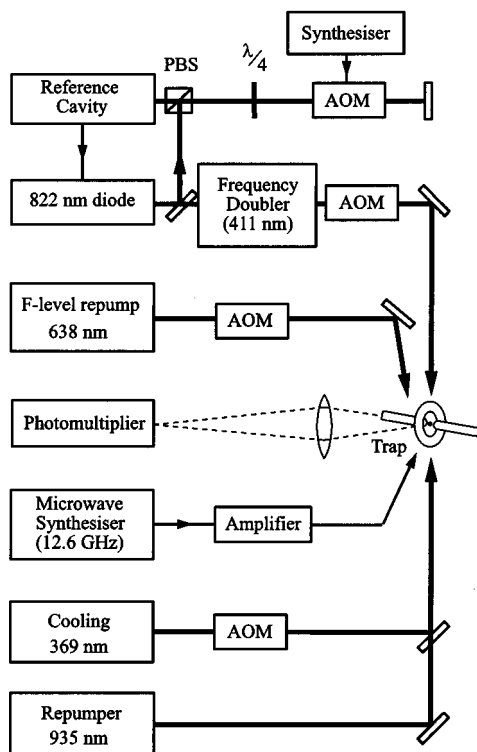 Synthesiser
PBS
λ/4
Reference
Cavity
AOM
822 nm diode
Frequency
Doubler
(411 nm)
AOM
F-level repump
638 nm
AOM
Photomultiplier
Trap
Microwave
Synthesiser
(12.6 GHz)
Amplifier
Cooling
369 nm
AOM
Repumper
935 nm